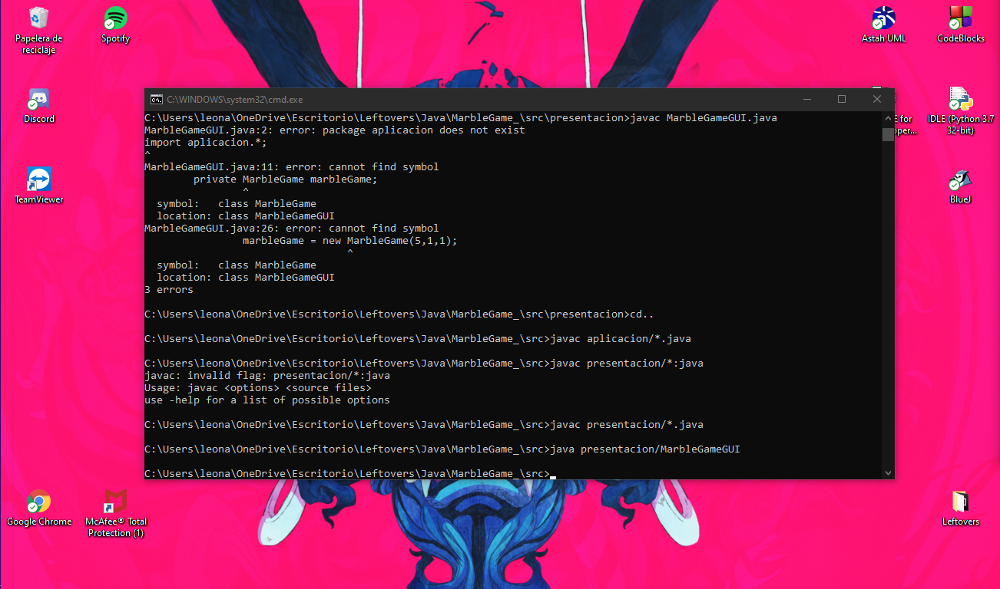 Papelera de
reciclaje
Spotify
Astah UML
CodeBlocks
Discord
E for
oper...
IDLE (Python 3.7
32-bit)
TeamViewer
BlueJ
C:\WINDOWS\system32\cmd.exe
C:\Users\leona\OneDrive\Escritorio\Leftovers\Java\MarbleGame_\src\presentacion>javac MarbleGameGUI.java
MarbleGameGUI.java:2: error: package aplicacion does not exist
import aplicacion.*;
^
MarbleGameGUI.java:11: error: cannot find symbol
        private MarbleGame marbleGame;
                ^
  symbol:   class MarbleGame
  location: class MarbleGameGUI
MarbleGameGUI.java:26: error: cannot find symbol
                marbleGame = new MarbleGame(5,1,1);
                                 ^
  symbol:   class MarbleGame
  location: class MarbleGameGUI
3 errors
C:\Users\leona\OneDrive\Escritorio\Leftovers\Java\MarbleGame_\src\presentacion>cd..
C:\Users\leona\OneDrive\Escritorio\Leftovers\Java\MarbleGame_\src>javac aplicacion/*.java
C:\Users\leona\OneDrive\Escritorio\Leftovers\Java\MarbleGame_\src>javac presentacion/*:java
javac: invalid flag: presentacion/*:java
Usage: javac <options> <source files>
use -help for a list of possible options
C:\Users\leona\OneDrive\Escritorio\Leftovers\Java\MarbleGame_\src>javac presentacion/*.java
C:\Users\leona\OneDrive\Escritorio\Leftovers\Java\MarbleGame_\src>java presentacion/MarbleGameGUI
C:\Users\leona\OneDrive\Escritorio\Leftovers\Java\MarbleGame_\src>
Google Chrome
McAfee® Total
Protection (1)
Leftovers